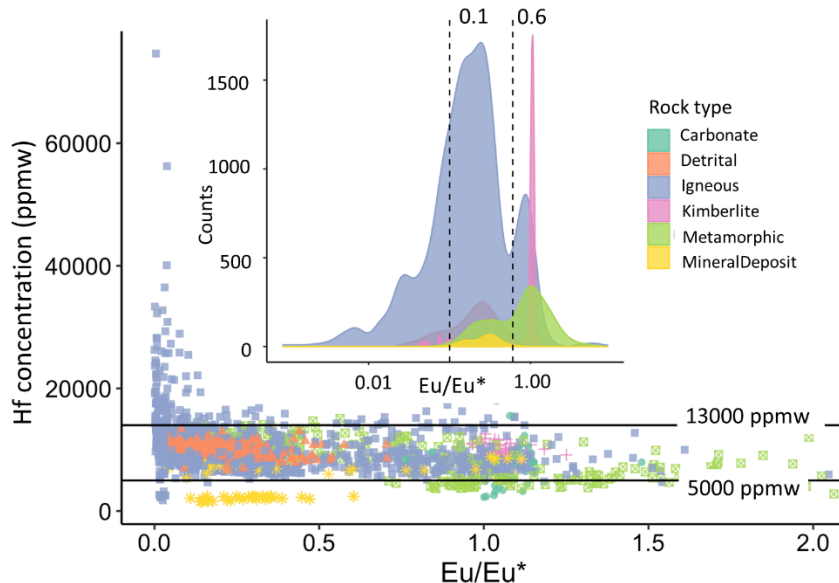 0.1 0.6
1500
1000
500
0
Counts
0.01 Eu/Eu* 1.00
Rock type
Carbonate
Detrital
Igneous
Kimberlite
Metamorphic
MineralDeposit
Hf concentration (ppmw)
60000
40000
20000
0
13000 ppmw
5000 ppmw
0.0 0.5 1.0 1.5 2.0
Eu/Eu*